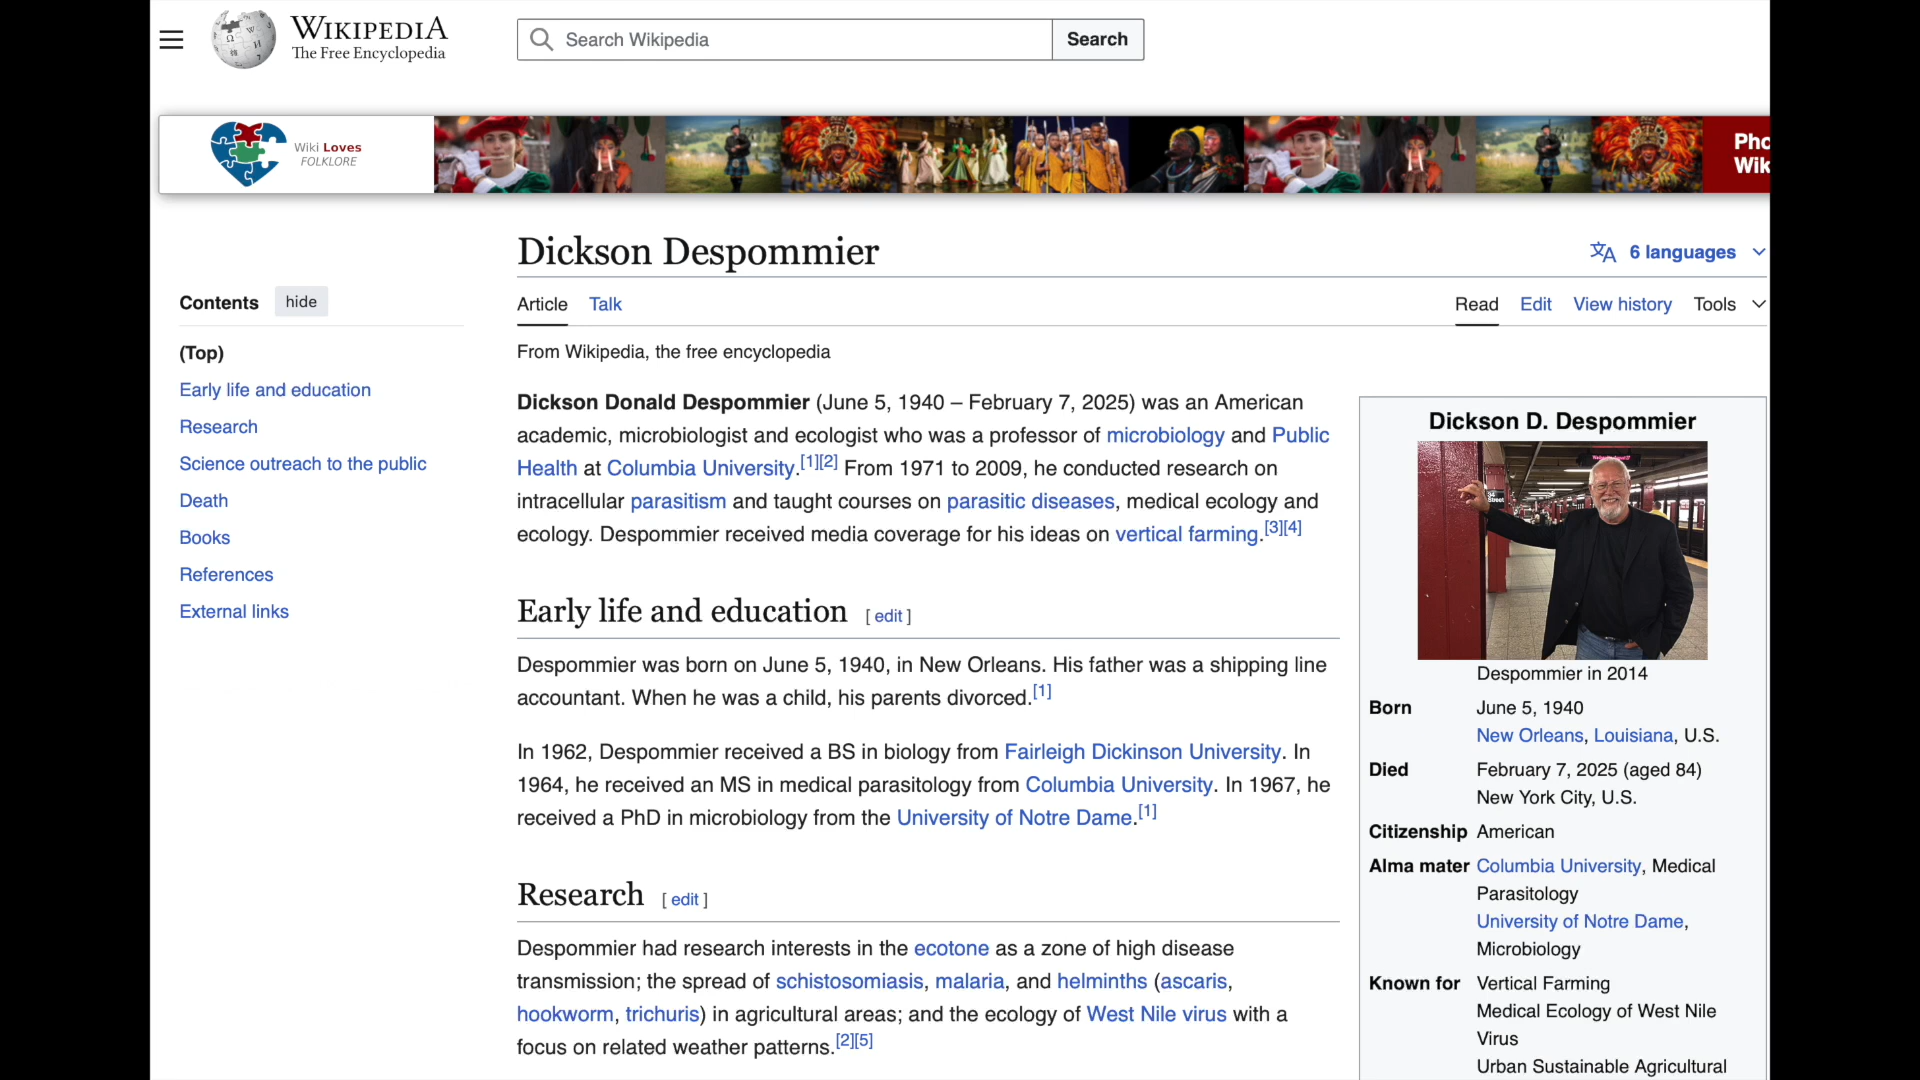 WIKIPEDIA
The Free Encyclopedia
Search Wikipedia
Search
Wiki Loves
FOLKLORE
Pho
Wik
Dickson Despommier
6 languages
Contents hide
Article Talk
Read Edit View history Tools
(Top)
Early life and education
Research
Science outreach to the public
Death
Books
References
External links
From Wikipedia, the free encyclopedia
Dickson Donald Despommier (June 5, 1940 – February 7, 2025) was an American
academic, microbiologist and ecologist who was a professor of microbiology and Public
Health at Columbia University.[1][2] From 1971 to 2009, he conducted research on
intracellular parasitism and taught courses on parasitic diseases, medical ecology and
ecology. Despommier received media coverage for his ideas on vertical farming.[3][4]
Early life and education [ edit ]
Despommier was born on June 5, 1940, in New Orleans. His father was a shipping line
accountant. When he was a child, his parents divorced.[1]
In 1962, Despommier received a BS in biology from Fairleigh Dickinson University. In
1964, he received an MS in medical parasitology from Columbia University. In 1967, he
received a PhD in microbiology from the University of Notre Dame.[1]
Research [ edit ]
Despommier had research interests in the ecotone as a zone of high disease
transmission; the spread of schistosomiasis, malaria, and helminths (ascaris,
hookworm, trichuris) in agricultural areas; and the ecology of West Nile virus with a
focus on related weather patterns.[2][5]
Dickson D. Despommier
34
Street
Despommier in 2014
Born June 5, 1940
New Orleans, Louisiana, U.S.
Died February 7, 2025 (aged 84)
New York City, U.S.
Citizenship American
Alma mater Columbia University, Medical
Parasitology
University of Notre Dame,
Microbiology
Known for Vertical Farming
Medical Ecology of West Nile
Virus
Urban Sustainable Agricultural